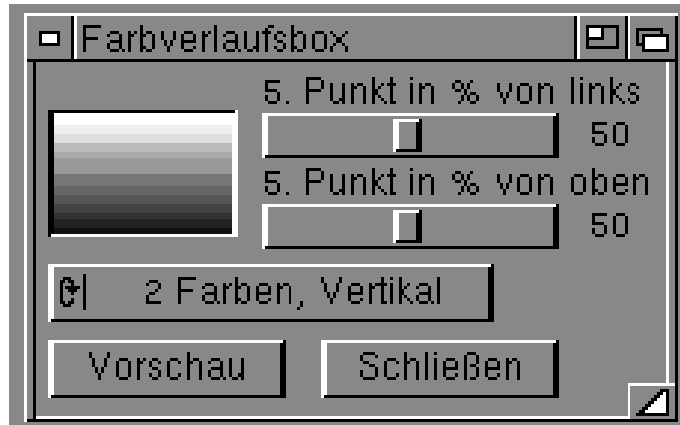 Farbverlaufsbox
5. Punkt in % von links
50
5. Punkt in % von oben
50
2 Farben, Vertikal
Vorschau
Schließen